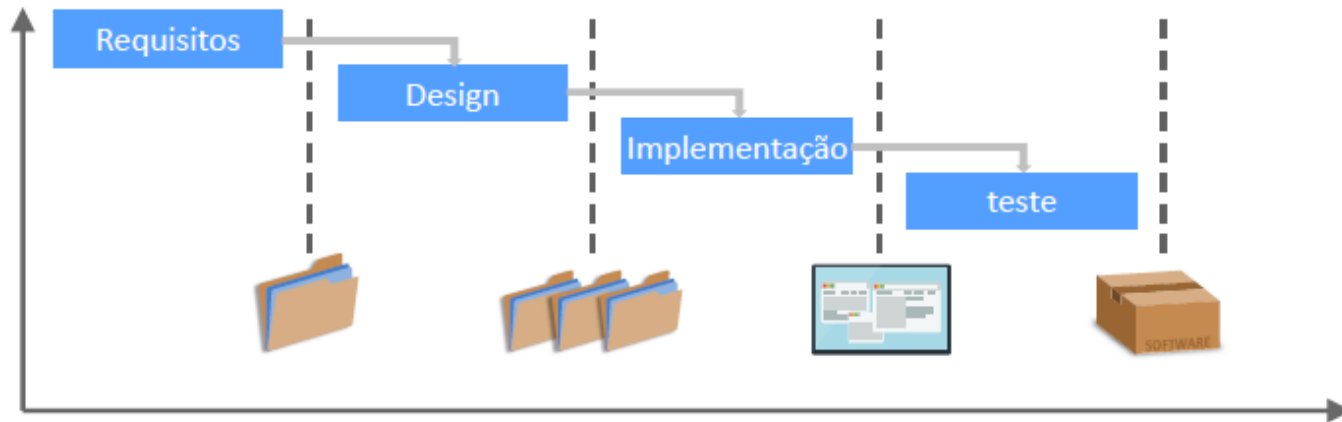 Requisitos
Design
Implementação
teste
SOFTWARE